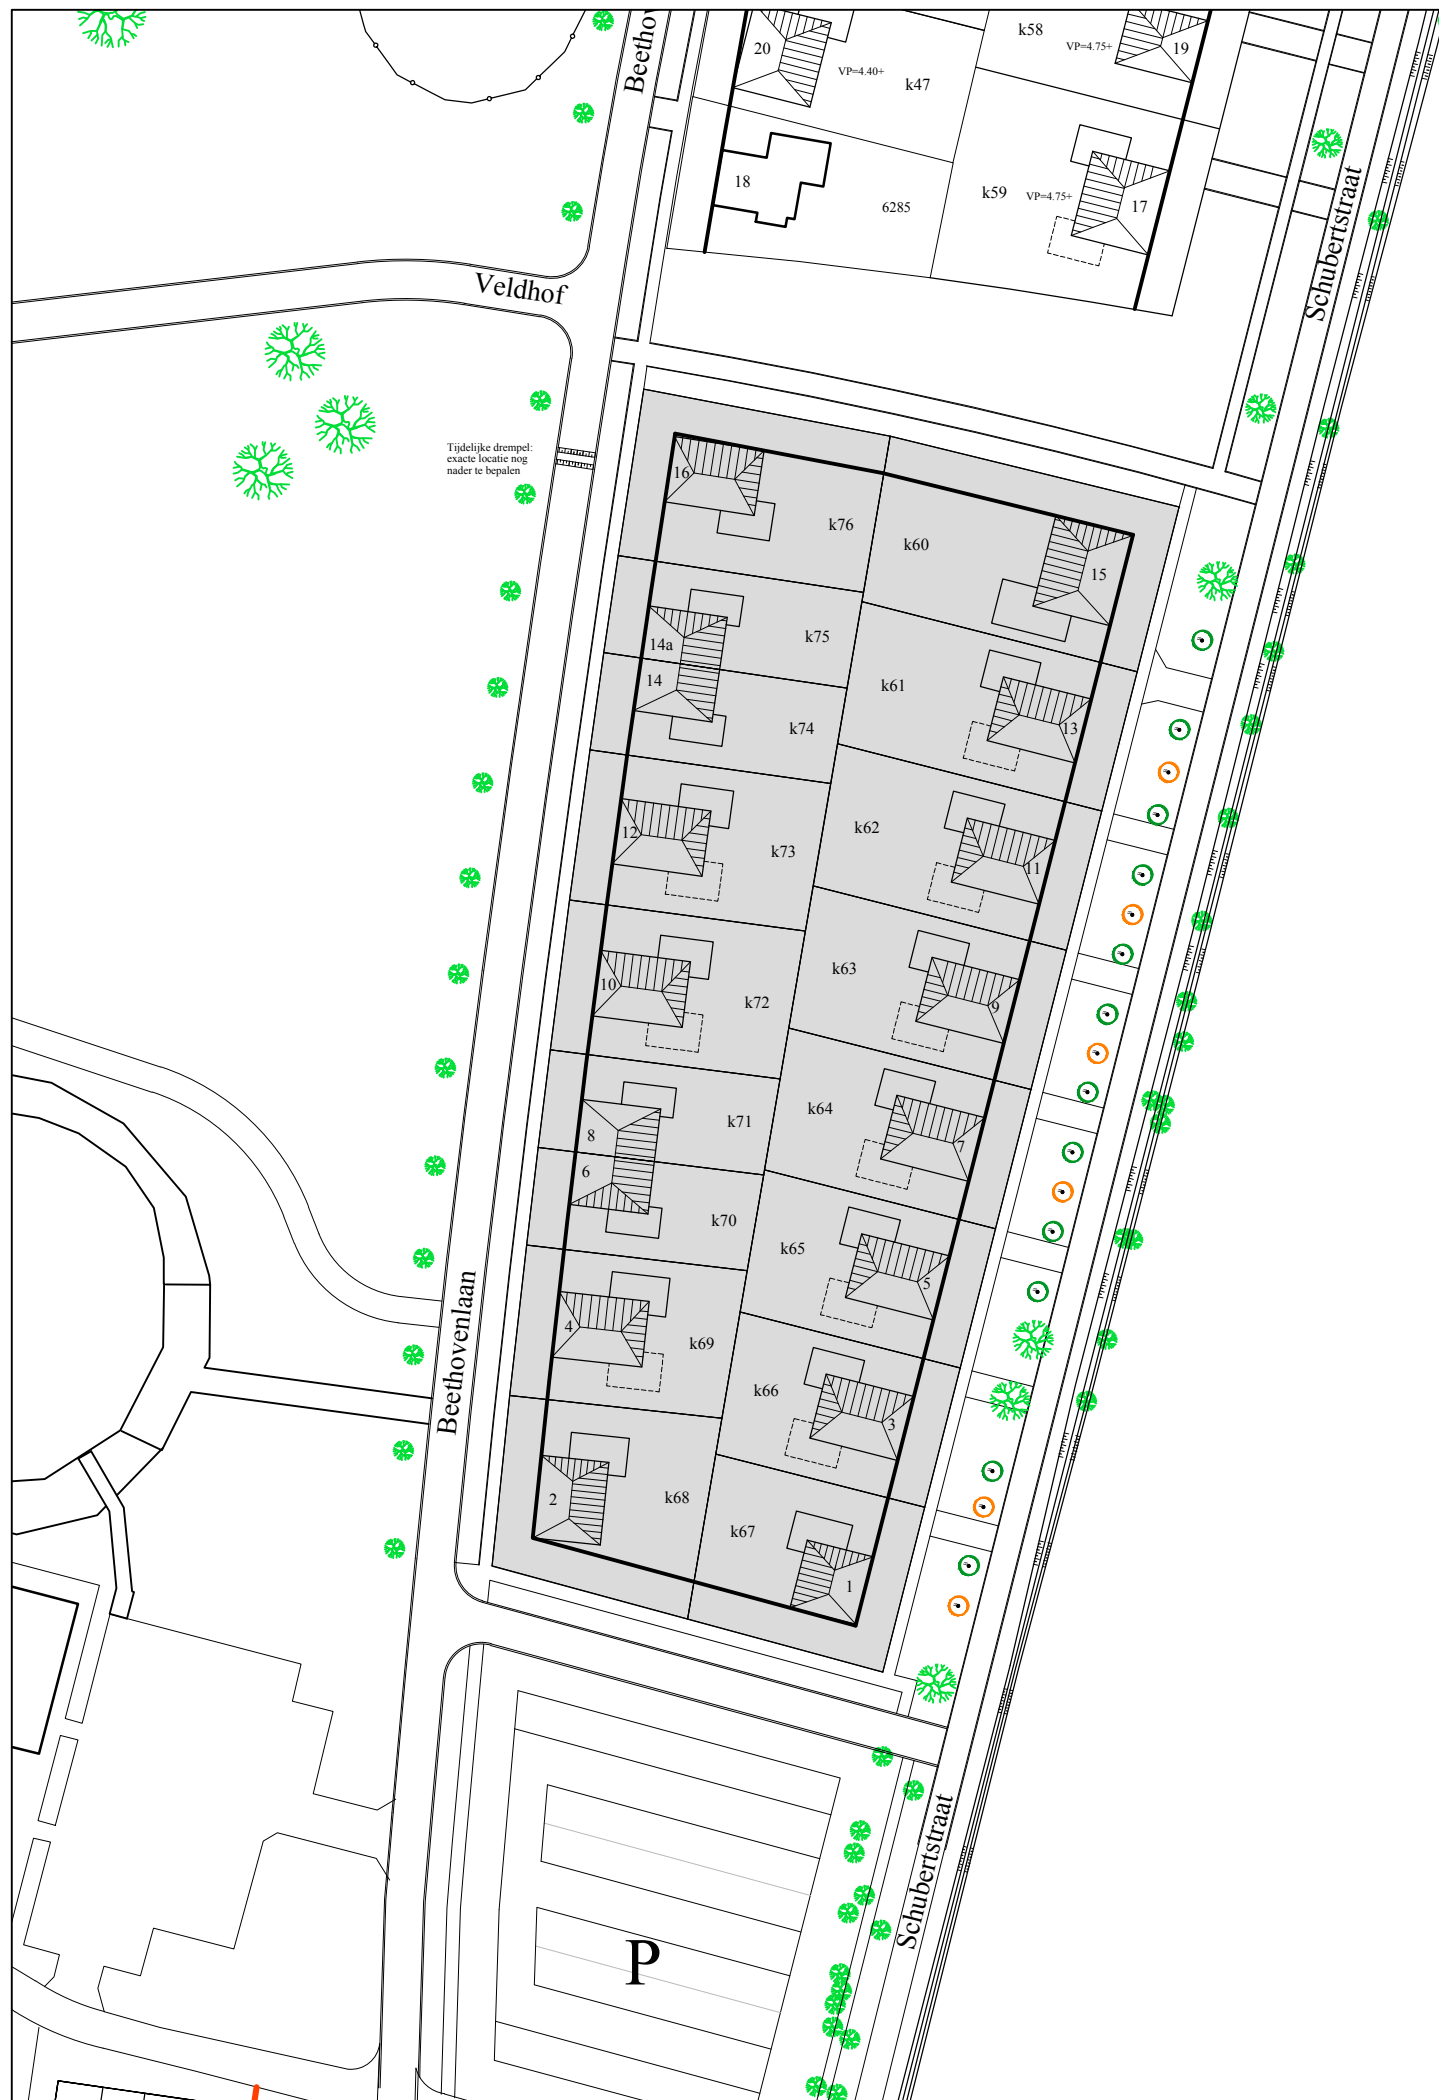 Beetho
20
VP=4.40+
k47
k58
VP=4.75+
19
18
6285
k59
VP=4.75+
17
Schubertstraat
Veldhof
Tijdelijke drempel:
exacte locatie nog
nader te bepalen
16
k76
k60
15
14a
k75
14
k74
k61
13
12
k73
k62
11
10
k72
k63
9
8
k71
k64
7
6
k70
k65
5
4
k69
k66
3
2
k68
k67
1
Beethovenlaan
Schubertstraat
P